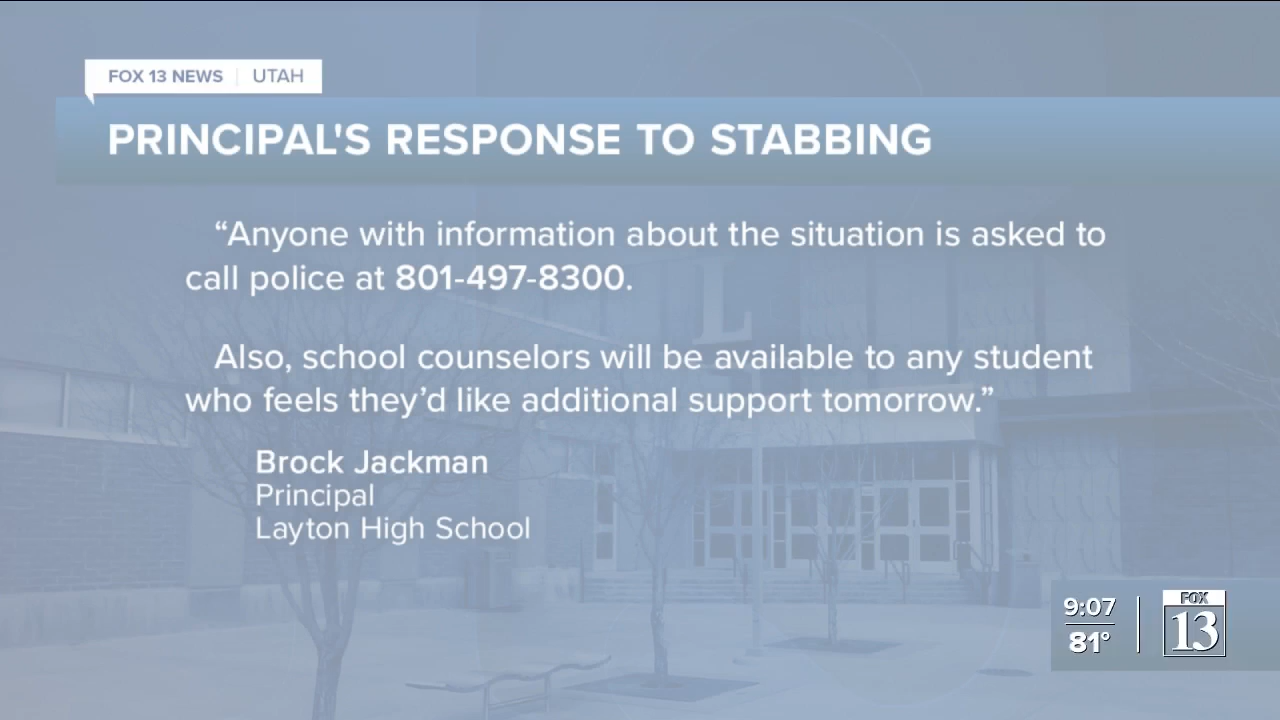 FOX 13 NEWS | UTAH
PRINCIPAL'S RESPONSE TO STABBING
“Anyone with information about the situation is asked to
call police at 801-497-8300.
Also, school counselors will be available to any student
who feels they’d like additional support tomorrow.”
Brock Jackman
Principal
Layton High School
L
9:07
81°
FOX
13